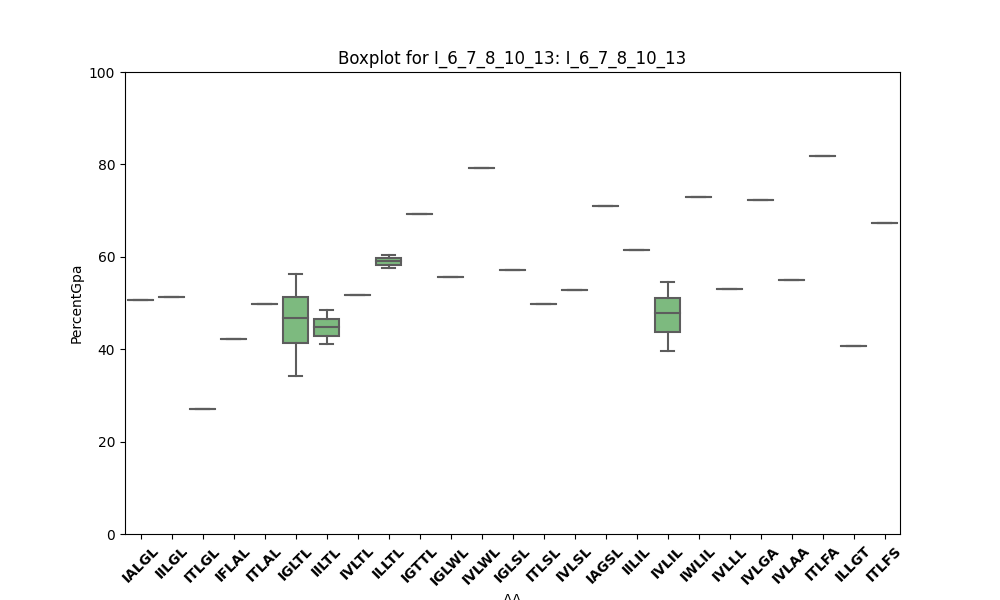 Boxplot for I_6_7_8_10_13: I_6_7_8_10_13
100
80
60
40
20
0
PercentGpa
IALGL
IILGL
ITLGL
IFLAL
ITLAL
IGLTL
IILTL
IVLTL
ILLTL
IGTTL
IGLWL
IVLWL
IGLSL
ITLSL
IVLSL
IAGSL
IILIL
IVLIL
IWLIL
IVLLL
IVLGA
IVLAA
ITLFA
ILLGT
ITLFS
AA